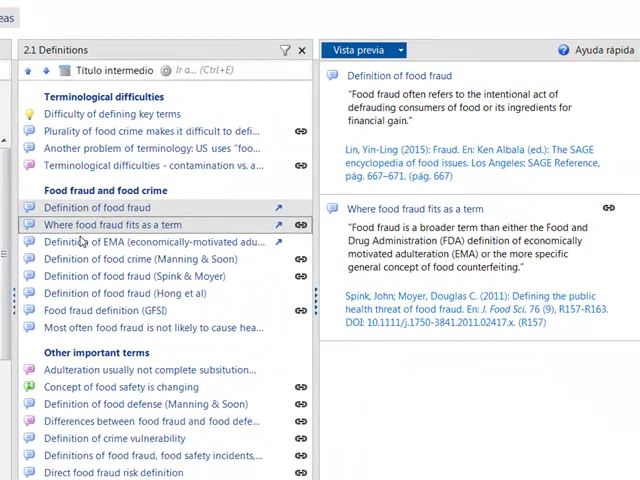 eas
2.1 Definitions
Título intermedio
Ir a... (Ctrl+E)
Terminological difficulties
Difficulty of defining key terms
Plurality of food crime makes it difficult to defi...
Another problem of terminology: US uses "foo...
Terminological difficulties - contamination vs. a...
Food fraud and food crime
Definition of food fraud
Where food fraud fits as a term
Definition of EMA (economically-motivated adu...
Definition of food crime (Manning & Soon)
Definition of food fraud (Spink & Moyer)
Definition of food fraud (Hong et al)
Food fraud definition (GFSI)
Most often food fraud is not likely to cause hea...
Other important terms
Adulteration usually not complete subsitution...
Concept of food safety is changing
Definition of food defense (Manning & Soon)
Differences between food fraud and food defe...
Definition of crime vulnerability
Definitions of food fraud, food safety incidents,...
Direct food fraud risk definition
Vista previa
Ayuda rápida
Definition of food fraud
“Food fraud often refers to the intentional act of
defrauding consumers of food or its ingredients for
financial gain.”
Lin, Ying-Ling (2015): Fraud. En: Ken Albala (ed.): The SAGE
encyclopedia of food issues. Los Angeles: SAGE Reference,
pág. 667–671. (pág. 667)
Where food fraud fits as a term
“Food fraud is a broader term than either the Food and
Drug Administration (FDA) definition of economically
motivated adulteration (EMA) or the more specific
general concept of food counterfeiting.”
Spink, John; Moyer, Douglas C. (2011): Defining the public
health threat of food fraud. En: J. Food Sci. 76 (9), R157-R163.
DOI: 10.1111/j.1750-3841.2011.02417.x. (R157)